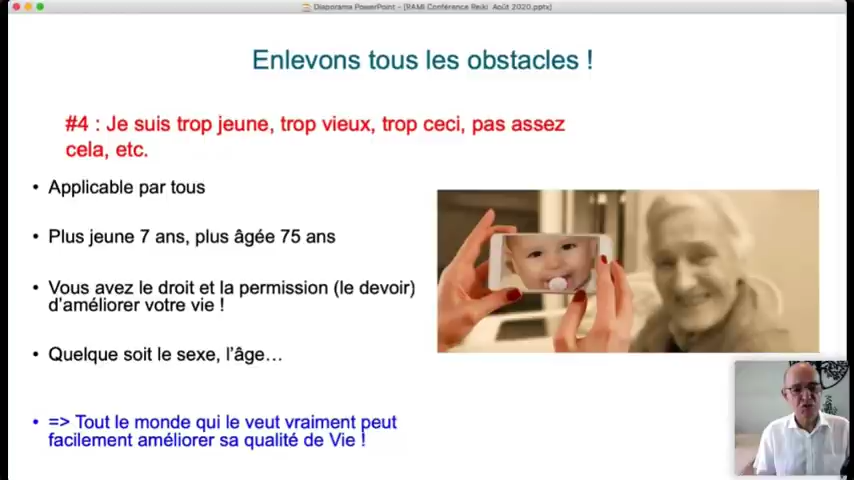 Diaporama PowerPoint - [RAMI Conférence Reiki Août 2020.pptx]
Enlevons tous les obstacles !
#4 : Je suis trop jeune, trop vieux, trop ceci, pas assez
cela, etc.
• Applicable par tous
• Plus jeune 7 ans, plus âgée 75 ans
• Vous avez le droit et la permission (le devoir)
d’améliorer votre vie !
• Quelque soit le sexe, l’âge…
• => Tout le monde qui le veut vraiment peut
facilement améliorer sa qualité de Vie !